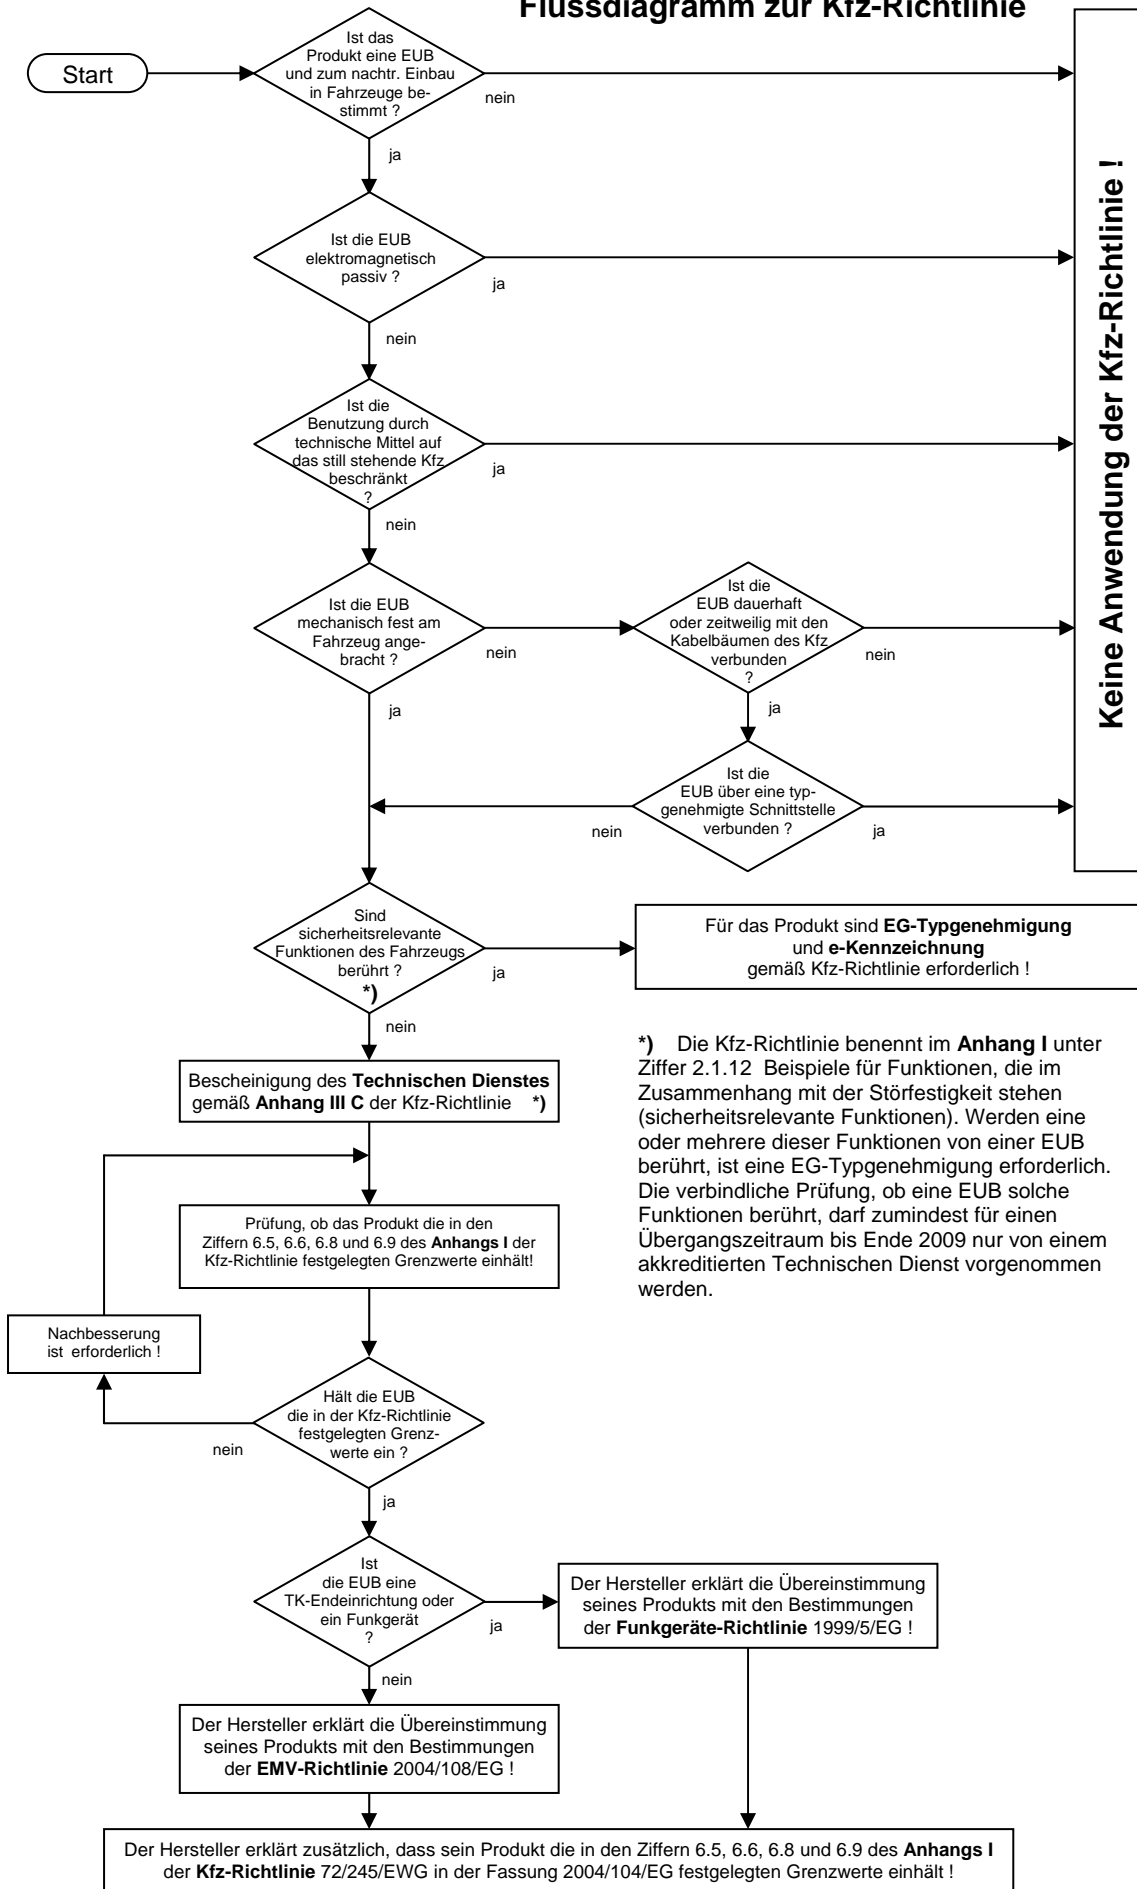 Flussdiagramm zur Kfz-Richtlinie
Start
Ist das
Produkt eine EUB
und zum nachtr. Einbau
in Fahrzeuge be-
stimmt ?
nein
ja
Ist die EUB
elektromagnetisch
passiv ?
ja
nein
Ist die
Benutzung durch
technische Mittel auf
das still stehende Kfz
beschränkt
?
ja
nein
Ist die EUB
mechanisch fest am
Fahrzeug ange-
bracht ?
nein
ja
Ist die
EUB dauerhaft
oder zeitweilig mit den
Kabelbäumen des Kfz
verbunden
?
nein
ja
Ist die
EUB über eine typ-
genehmigte Schnittstelle
verbunden ?
nein
ja
Keine Anwendung der Kfz-Richtlinie !
Sind
sicherheitsrelevante
Funktionen des Fahrzeugs
berührt ?
*)
ja
nein
Für das Produkt sind EG-Typgenehmigung
und e-Kennzeichnung
gemäß Kfz-Richtlinie erforderlich !
*) Die Kfz-Richtlinie benennt im Anhang I unter
Ziffer 2.1.12 Beispiele für Funktionen, die im
Zusammenhang mit der Störfestigkeit stehen
(sicherheitsrelevante Funktionen). Werden eine
oder mehrere dieser Funktionen von einer EUB
berührt, ist eine EG-Typgenehmigung erforderlich.
Die verbindliche Prüfung, ob eine EUB solche
Funktionen berührt, darf zumindest für einen
Übergangszeitraum bis Ende 2009 nur von einem
akkreditierten Technischen Dienst vorgenommen
werden.
Bescheinigung des Technischen Dienstes
gemäß Anhang III C der Kfz-Richtlinie *)
Prüfung, ob das Produkt die in den
Ziffern 6.5, 6.6, 6.8 und 6.9 des Anhangs I der
Kfz-Richtlinie festgelegten Grenzwerte einhält!
Nachbesserung
ist erforderlich !
Hält die EUB
die in der Kfz-Richtlinie
festgelegten Grenz-
werte ein ?
nein
ja
Ist
die EUB eine
TK-Endeinrichtung oder
ein Funkgerät
?
ja
nein
Der Hersteller erklärt die Übereinstimmung
seines Produkts mit den Bestimmungen
der Funkgeräte-Richtlinie 1999/5/EG !
Der Hersteller erklärt die Übereinstimmung
seines Produkts mit den Bestimmungen
der EMV-Richtlinie 2004/108/EG !
Der Hersteller erklärt zusätzlich, dass sein Produkt die in den Ziffern 6.5, 6.6, 6.8 und 6.9 des Anhangs I
der Kfz-Richtlinie 72/245/EWG in der Fassung 2004/104/EG festgelegten Grenzwerte einhält !